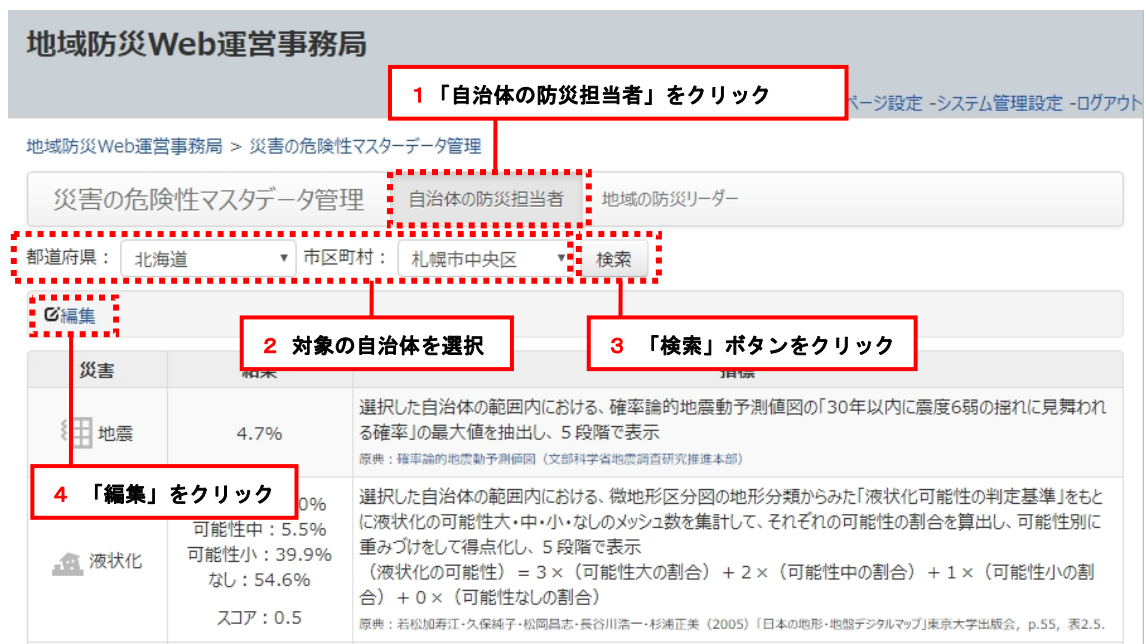 地域防災Web運営事務局
1「自治体の防災担当者」をクリック
ページ設定 -システム管理設定 -ログアウト
地域防災Web運営事務局 > 災害の危険性マスターデータ管理
災害の危険性マスタデータ管理 自治体の防災担当者 地域の防災リーダー
都道府県： 北海道 市区町村： 札幌市中央区 検索
編集
2 対象の自治体を選択
3 「検索」ボタンをクリック
災害
地震
4.7%
選択した自治体の範囲内における、確率論的地震動予測値図の「30年以内に震度6弱の揺れに見舞われ
る確率」の最大値を抽出し、５段階で表示
原典：確率論的地震動予測値図（文部科学省地震調査研究推進本部）
4 「編集」をクリック
液状化
0%
可能性中：5.5%
可能性小：39.9%
なし：54.6%
スコア：0.5
選択した自治体の範囲内における、微地形区分図の地形分類からみた「液状化可能性の判定基準」をもと
に液状化の可能性大・中・小・なしのメッシュ数を集計して、それぞれの可能性の割合を算出し、可能性別に
重みづけをして得点化し、５段階で表示
（液状化の可能性）＝３×（可能性大の割合）＋２×（可能性中の割合）＋１×（可能性小の割
合）＋０×（可能性なしの割合）
原典：若松加寿江・久保純子・松岡昌志・長谷川浩一・杉浦正美（2005）「日本の地形・地盤デジタルマップ」東京大学出版会，p.55，表2.5.